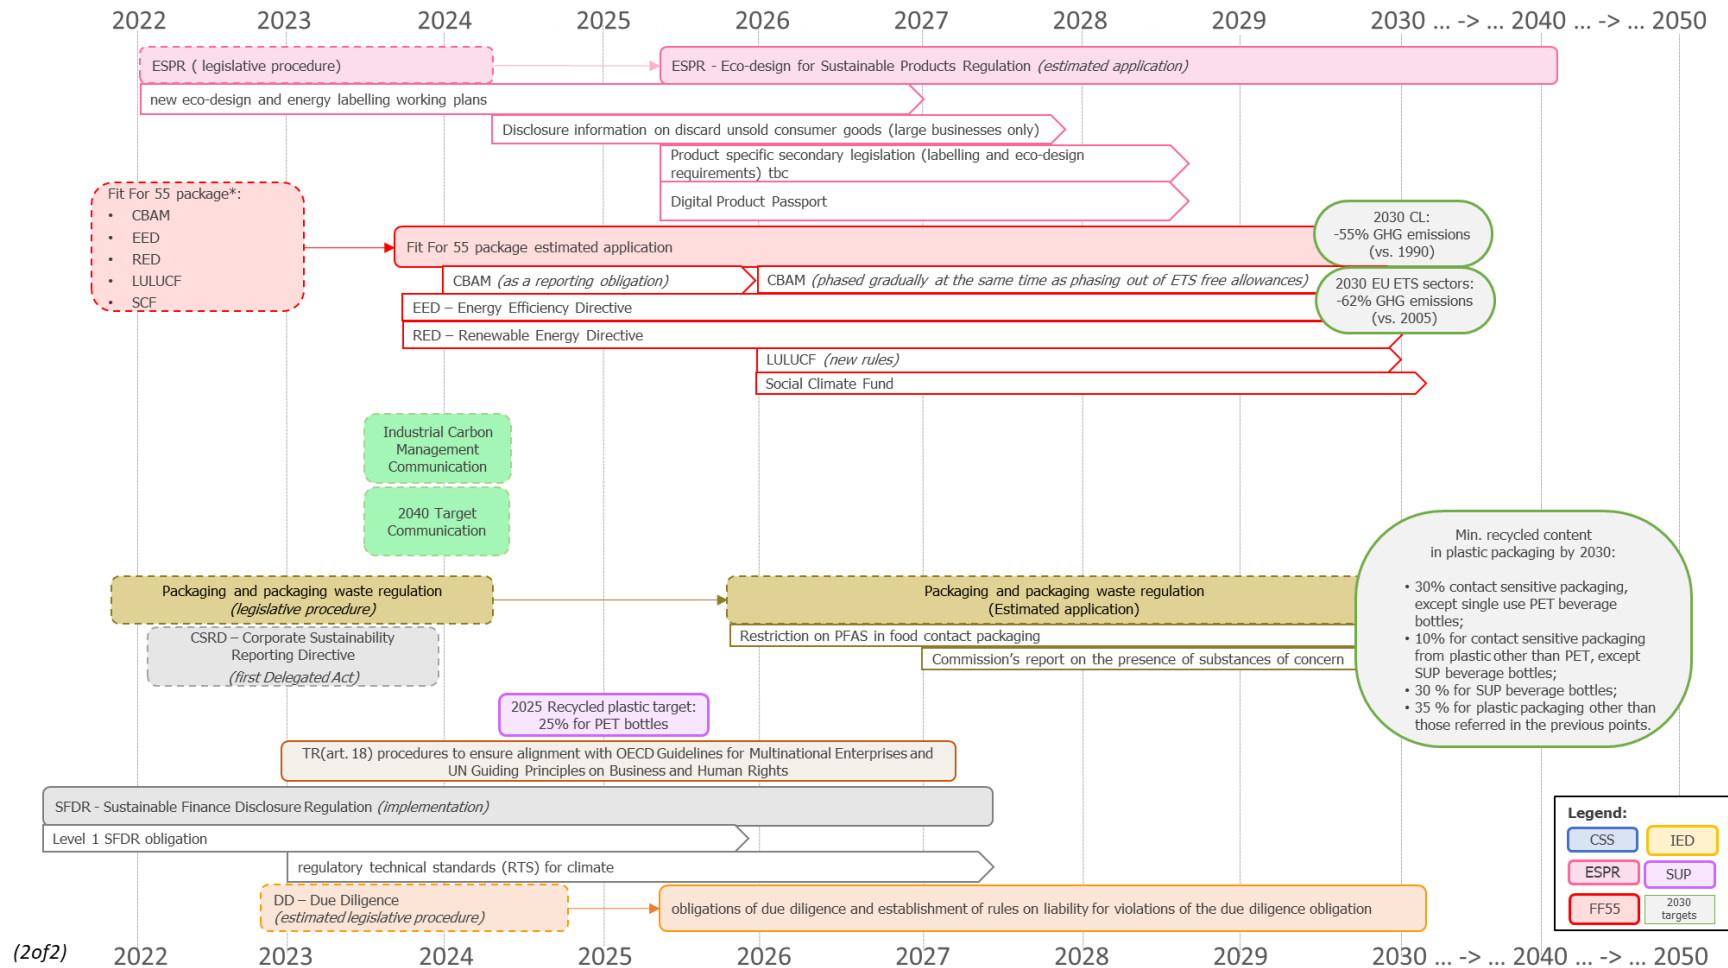 2022 2023 2024 2025 2026 2027 2028 2029 2030 ... -> ... 2040 ... -> ... 2050
ESPR ( legislative procedure)
ESPR - Eco-design for Sustainable Products Regulation (estimated application)
new eco-design and energy labelling working plans
Disclosure information on discard unsold consumer goods (large businesses only)
Product specific secondary legislation (labelling and eco-design
requirements) tbc
Digital Product Passport
Fit For 55 package*:
• CBAM
• EED
• RED
• LULUCF
• SCF
Fit For 55 package estimated application
2030 CL:
-55% GHG emissions
(vs. 1990)
CBAM (as a reporting obligation)
CBAM (phased gradually at the same time as phasing out of ETS free allowances)
2030 EU ETS sectors:
-62% GHG emissions
(vs. 2005)
EED – Energy Efficiency Directive
RED – Renewable Energy Directive
LULUCF (new rules)
Social Climate Fund
Industrial Carbon
Management
Communication
2040 Target
Communication
Packaging and packaging waste regulation
(legislative procedure)
Packaging and packaging waste regulation
(Estimated application)
Restriction on PFAS in food contact packaging
Commission's report on the presence of substances of concern
Min. recycled content
in plastic packaging by 2030:
• 30% contact sensitive packaging,
except single use PET beverage
bottles;
• 10% for contact sensitive packaging
from plastic other than PET, except
SUP beverage bottles;
• 30 % for SUP beverage bottles;
• 35 % for plastic packaging other than
those referred in the previous points.
CSRD – Corporate Sustainability
Reporting Directive
(first Delegated Act)
2025 Recycled plastic target:
25% for PET bottles
TR(art. 18) procedures to ensure alignment with OECD Guidelines for Multinational Enterprises and
UN Guiding Principles on Business and Human Rights
SFDR - Sustainable Finance Disclosure Regulation (implementation)
Level 1 SFDR obligation
regulatory technical standards (RTS) for climate
DD – Due Diligence
(estimated legislative procedure)
obligations of due diligence and establishment of rules on liability for violations of the due diligence obligation
Legend:
CSS IED
ESPR SUP
FF55 2030
targets
(2of2)
2022 2023 2024 2025 2026 2027 2028 2029 2030 ... -> ... 2040 ... -> ... 2050